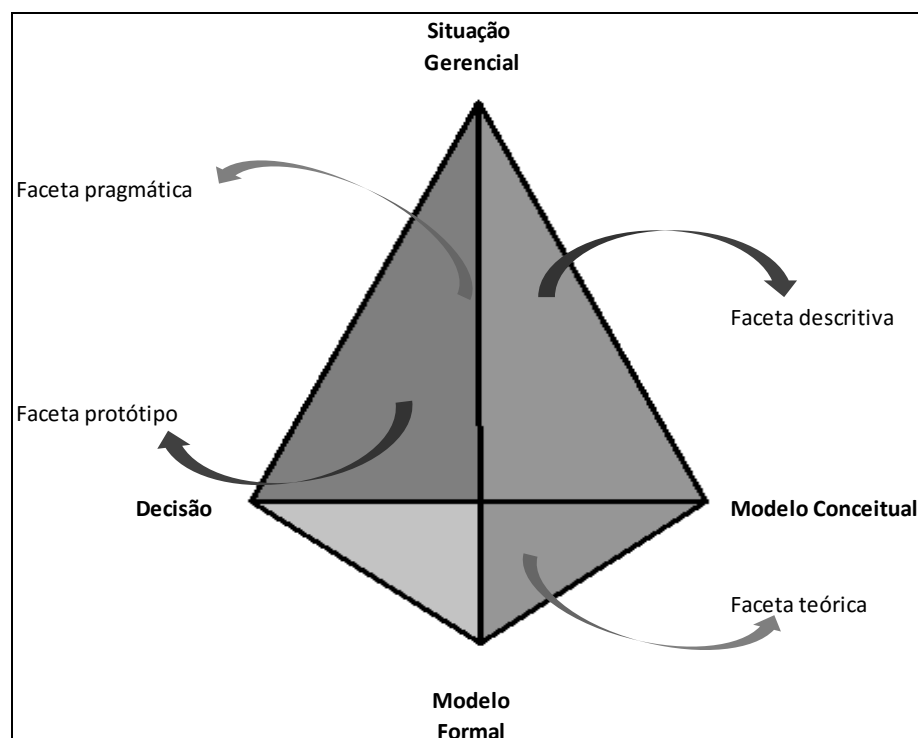 Situação
Gerencial
Faceta pragmática
Faceta descritiva
Faceta protótipo
Decisão
Modelo Conceitual
Faceta teórica
Modelo
Formal